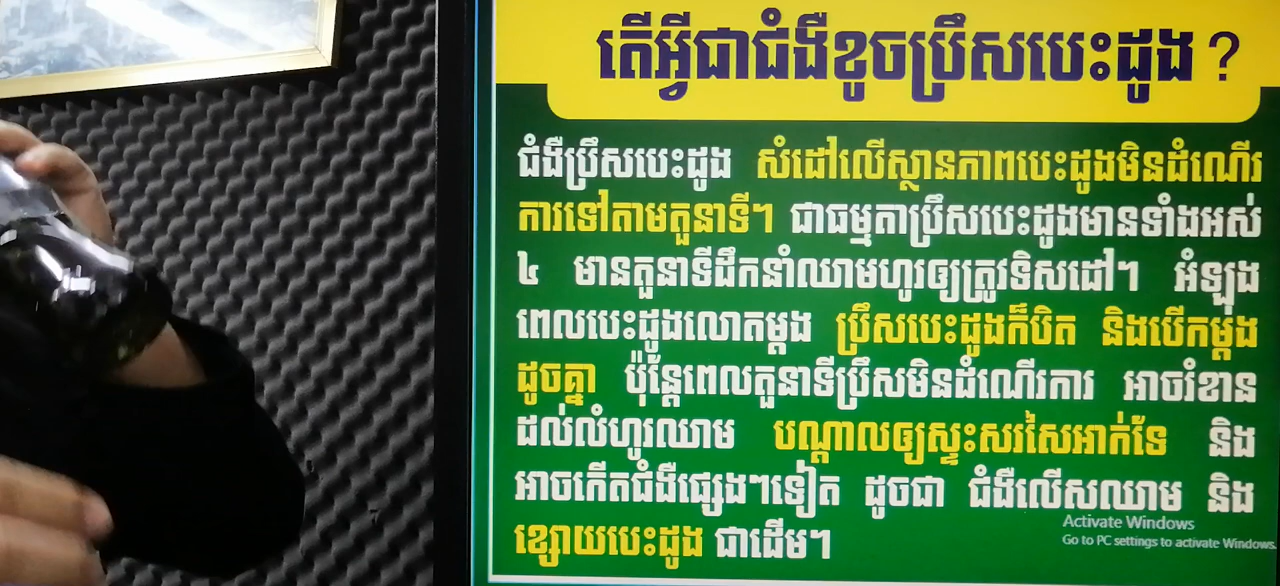 តើអ្វីជាជំងឺខូចប្រឹសបេះដូង ?
ជំងឺប្រឹសបេះដូង សំដៅលើស្ថានភាពបេះដូងមិនដំណើរ
ការទៅតាមតួនាទី។ ជាធម្មតាប្រឹសបេះដូងមានទាំងអស់
៤ មានតួនាទីដឹកនាំឈាមហូរឲ្យត្រូវទិសដៅ។ អំឡុង
ពេលបេះដូងលោតម្ដង ប្រឹសបេះដូងក៏បិត និងបើកម្ដង
ដូចគ្នា ប៉ុន្តែពេលតួនាទីប្រឹសមិនដំណើរការ អាចរំខាន
ដល់លំហូរឈាម បណ្ដាលឲ្យស្ទះសរសៃអាក់ទែ និង
អាចកើតជំងឺផ្សេងៗទៀត ដូចជា ជំងឺលើសឈាម និង
ខ្សោយបេះដូង ជាដើម។
Activate Windows
Go to PC settings to activate Windows.